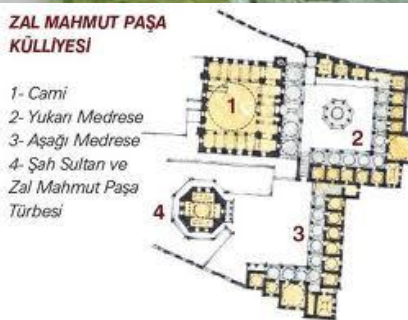 ZAL MAHMUT PAŞA
KÜLLİYESİ
1- Cami
2- Yukarı Medrese
3- Aşağı Medrese
4- Şah Sultan ve
Zal Mahmut Paşa
Türbesi
1
2
4
3